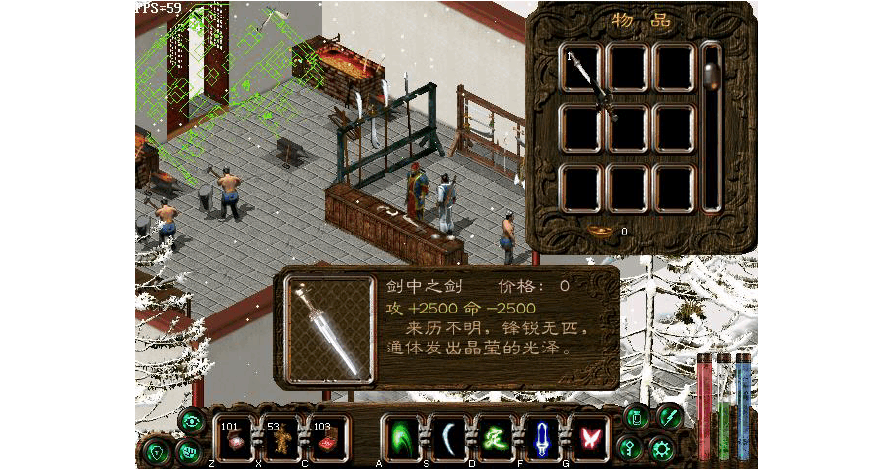 FPS=59
物 品
1
0
剑中之剑 价格：0
攻 +2500 命 -2500
来历不明，锋锐无匹，
通体发出晶莹的光泽。
101 53 103
Z X C A S D F G